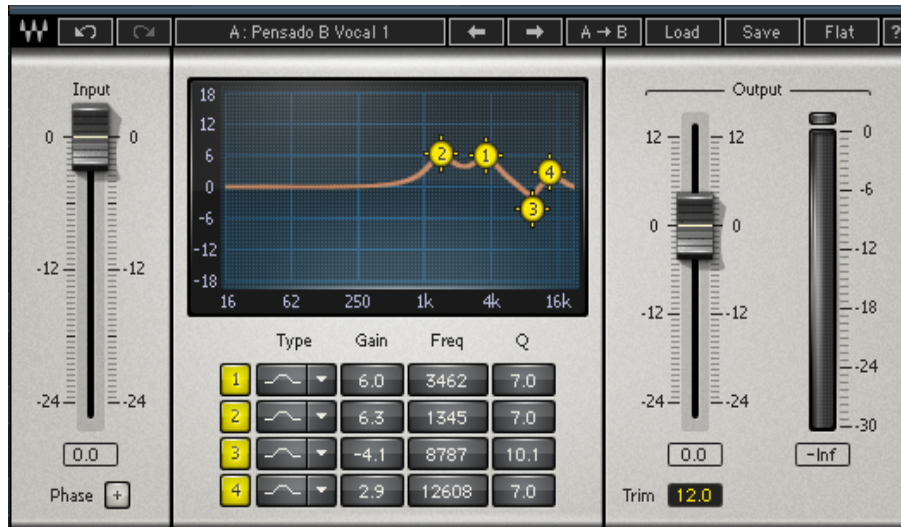 A: Pensado B Vocal 1 A → B Load Save Flat ?
Input
0 0
-12 -12
-24 -24
0.0
Phase +
18
12
6
0
-6
-12
-18
16 62 250 1k 4k 16k
2 1 4 3
Type Gain Freq Q
1 6.0 3462 7.0
2 6.3 1345 7.0
3 -4.1 8787 10.1
4 2.9 12608 7.0
Output
12 12
0 0
-12 -12
-24 -24
0.0
Trim 12.0
0
-6
-12
-18
-24
-30
-Inf